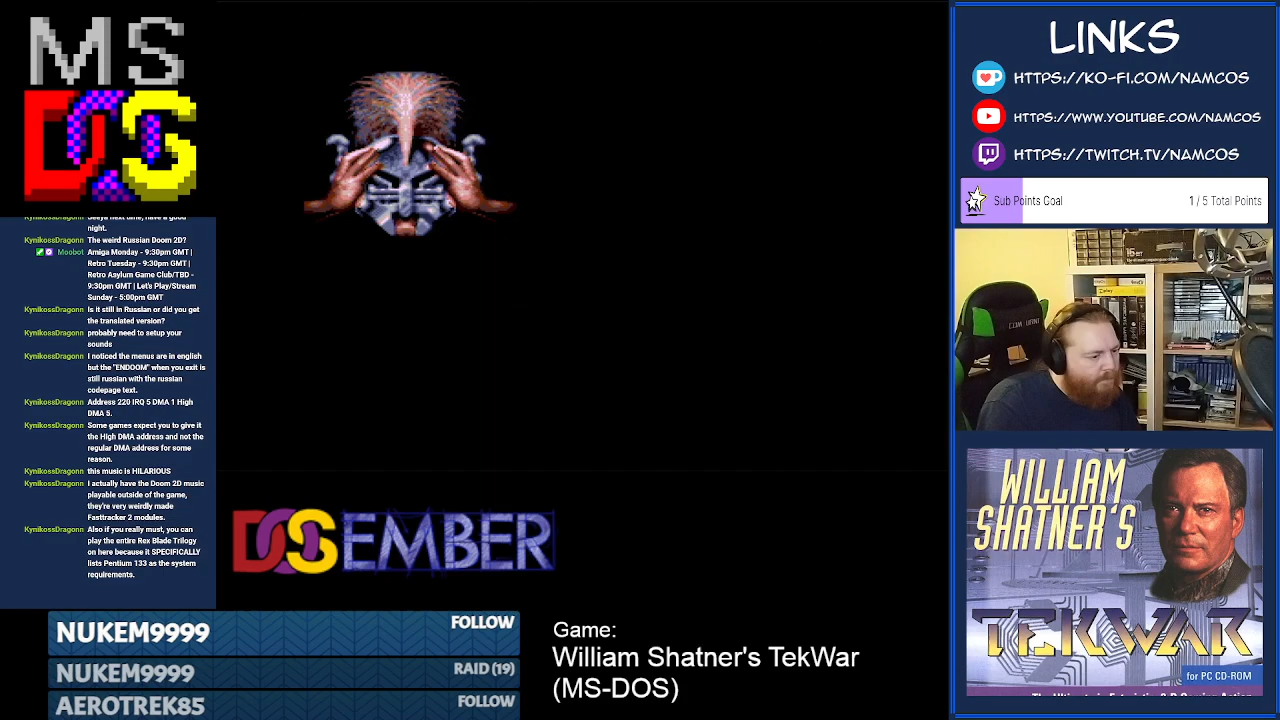 MS
DOS
Seeya next time, have a good
night.
KynikossDragonn The weird Russian Doom 2D?
Moobot Amiga Monday - 9:30pm GMT |
Retro Tuesday - 9:30pm GMT |
Retro Asylum Game Club/TBD -
9:30pm GMT | Let's Play/Stream
Sunday - 5:00pm GMT
KynikossDragonn Is it still in Russian or did you get
the translated version?
KynikossDragonn probably need to setup your
sounds
KynikossDragonn I noticed the menus are in english
but the "ENDOOM" when you exit is
still russian with the russian
codepage text.
KynikossDragonn Address 220 IRQ 5 DMA 1 High
DMA 5.
KynikossDragonn Some games expect you to give it
the High DMA address and not the
regular DMA address for some
reason.
KynikossDragonn this music is HILARIOUS
KynikossDragonn I actually have the Doom 2D music
playable outside of the game,
they're very weirdly made
Fasttracker 2 modules.
KynikossDragonn Also if you really must, you can
play the entire Rex Blade Trilogy
on here because it SPECIFICALLY
lists Pentium 133 as the system
requirements.
DOSEMBER
NUKEM9999 FOLLOW
NUKEM9999 RAID (19)
AEROTREK85 FOLLOW
Game:
William Shatner's TekWar
(MS-DOS)
LINKS
HTTPS://KO-FI.COM/NAMCOS
HTTPS://WWW.YOUTUBE.COM/NAMCOS
HTTPS://TWITCH.TV/NAMCOS
Sub Points Goal 1 / 5 Total Points
WILLIAM
SHATNER'S
TEKWAR
for PC CD-ROM